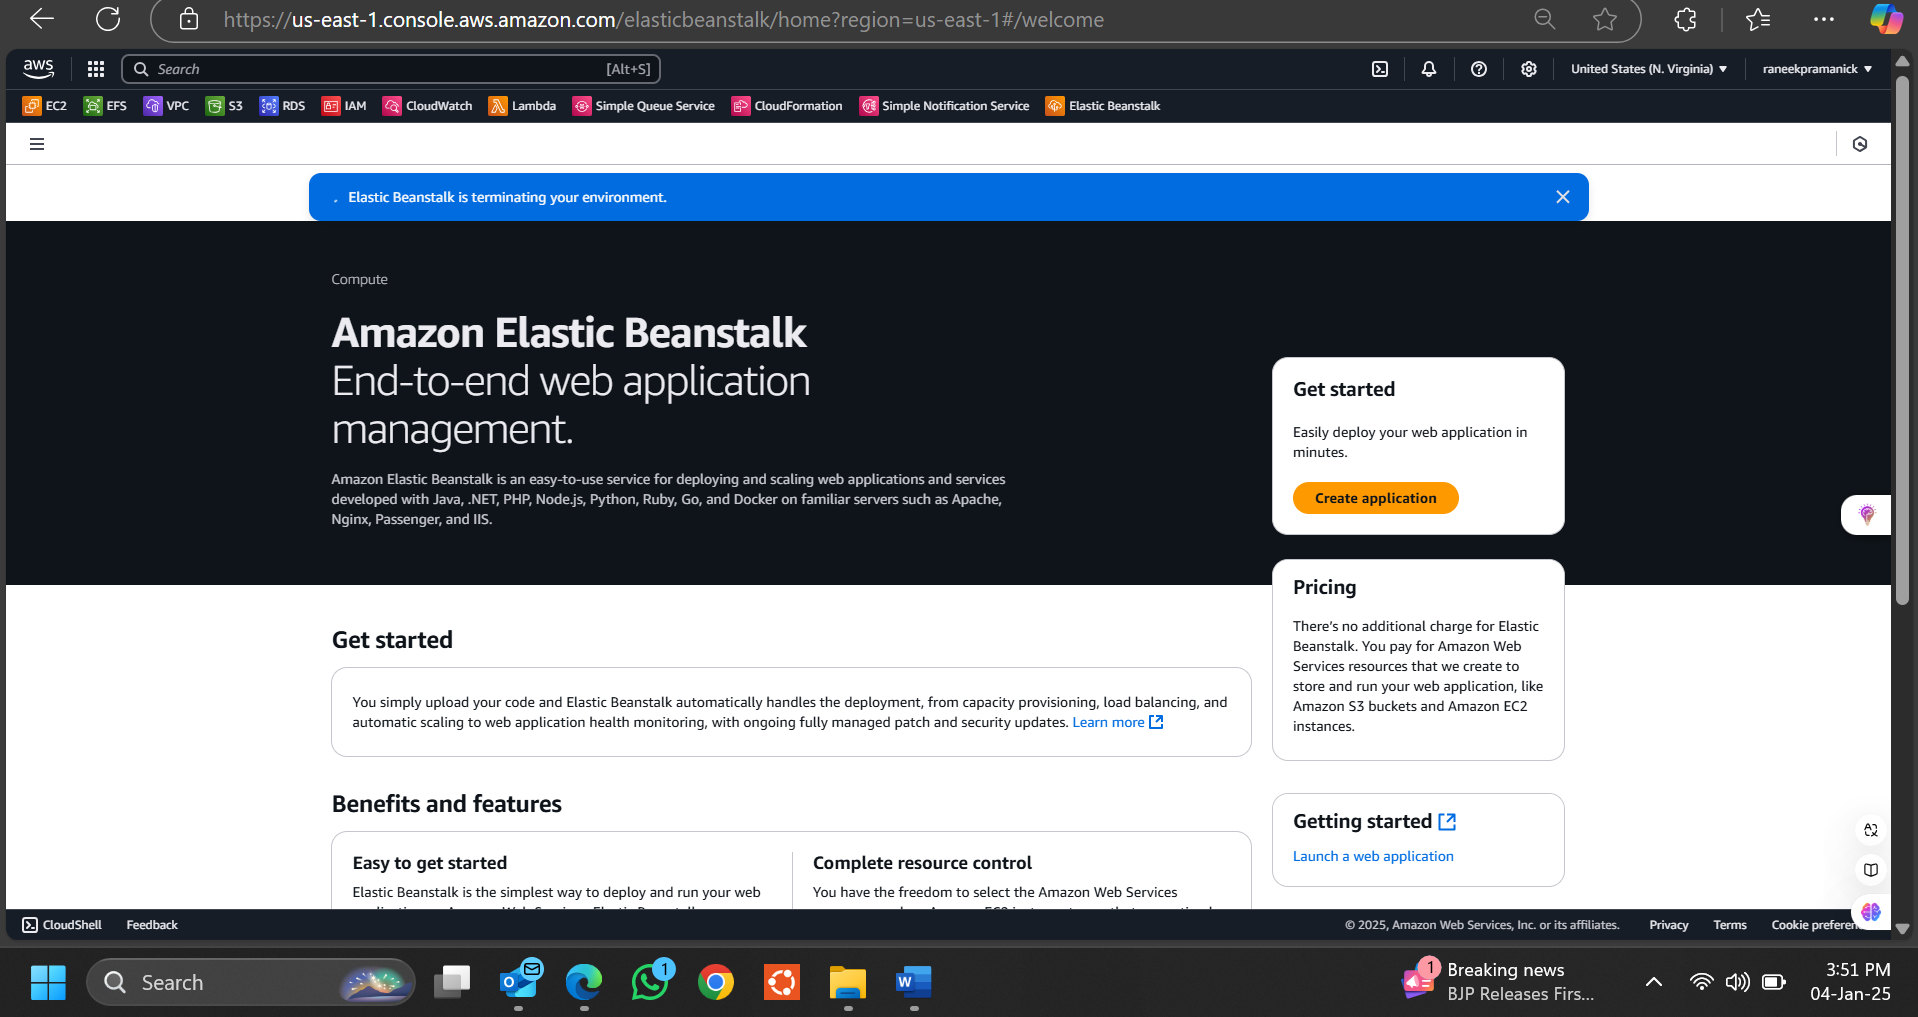 https://us-east-1.console.aws.amazon.com/elasticbeanstalk/home?region=us-east-1#/welcome
aws
Search
[Alt+S]
United States (N. Virginia)
raneekpramanick
EC2
EFS
VPC
S3
RDS
IAM
CloudWatch
Lambda
Simple Queue Service
CloudFormation
Simple Notification Service
Elastic Beanstalk
Elastic Beanstalk is terminating your environment.
Compute
Amazon Elastic Beanstalk
End-to-end web application
management.
Amazon Elastic Beanstalk is an easy-to-use service for deploying and scaling web applications and services
developed with Java, .NET, PHP, Node.js, Python, Ruby, Go, and Docker on familiar servers such as Apache,
Nginx, Passenger, and IIS.
Get started
Easily deploy your web application in
minutes.
Create application
Pricing
There's no additional charge for Elastic
Beanstalk. You pay for Amazon Web
Services resources that we create to
store and run your web application, like
Amazon S3 buckets and Amazon EC2
instances.
Get started
You simply upload your code and Elastic Beanstalk automatically handles the deployment, from capacity provisioning, load balancing, and
automatic scaling to web application health monitoring, with ongoing fully managed patch and security updates. Learn more
Benefits and features
Easy to get started
Elastic Beanstalk is the simplest way to deploy and run your web
Complete resource control
You have the freedom to select the Amazon Web Services
Getting started
Launch a web application
CloudShell
Feedback
© 2025, Amazon Web Services, Inc. or its affiliates.
Privacy
Terms
Cookie preferen
Search
1
1
Breaking news
BJP Releases Firs...
3:51 PM
04-Jan-25